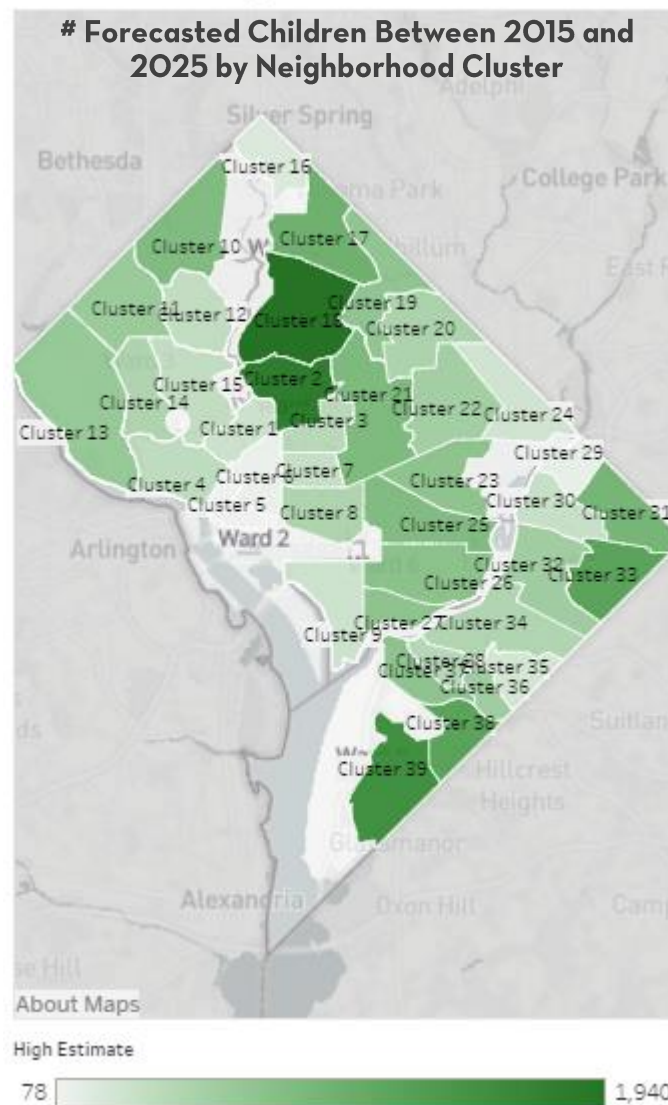 # Forecasted Children Between 2015 and
2025 by Neighborhood Cluster
Silver Spring
Adelphi
Bethesda
Cluster 16
College Park
Cluster 17
Cluster 10
Cluster 19
Cluster 11
Cluster 12
Cluster 18
Cluster 20
Cluster 15
Cluster 2
Cluster 14
Cluster 21
Cluster 22
Cluster 24
Cluster 3
Cluster 1
Cluster 13
Cluster 29
Cluster 7
Cluster 6
Cluster 23
Cluster 4
Cluster 5
Cluster 30
Cluster 8
Cluster 31
Cluster 25
Ward 2
Arlington
Cluster 32
Cluster 33
Cluster 26
Cluster 27
Cluster 34
Cluster 9
Cluster 35
Cluster 36
Cluster 38
Hillcrest
Heights
Cluster 39
Alexandria
Oxon Hill
About Maps
High Estimate
78
1,940